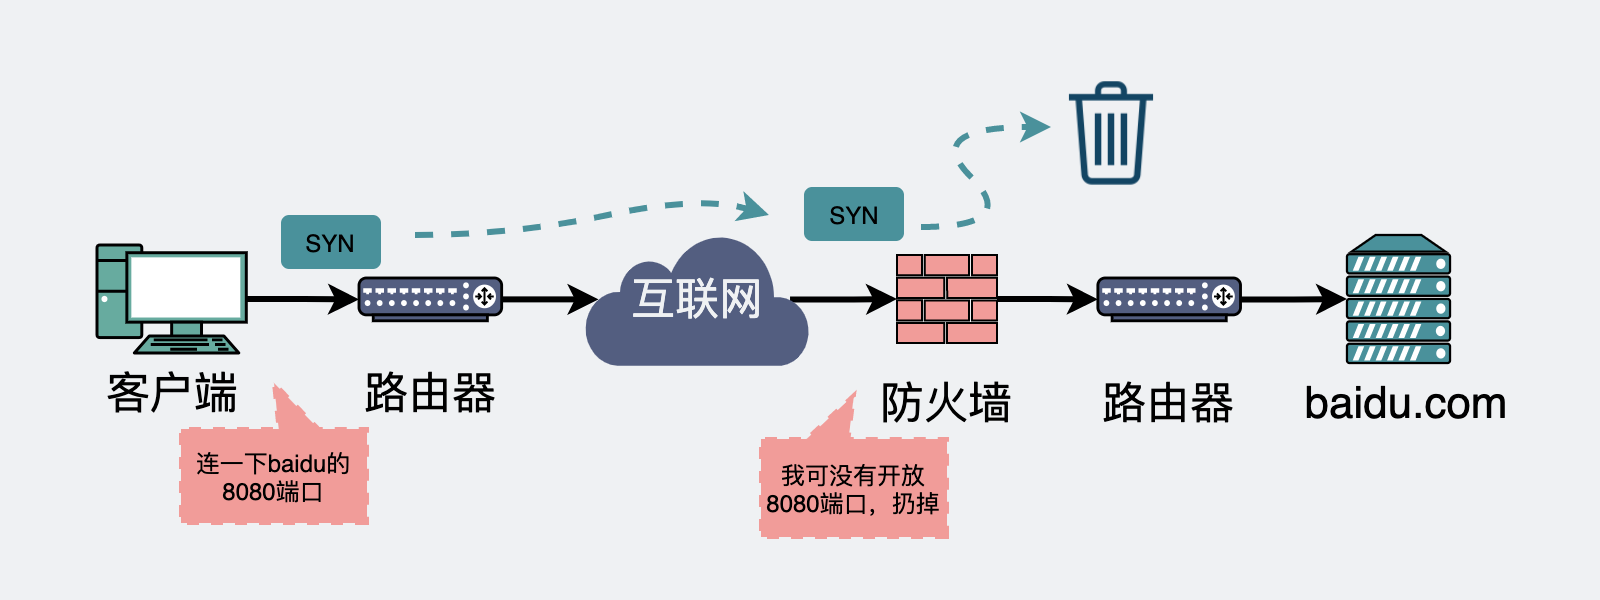 SYN
SYN
互联网
客户端
路由器
防火墙
路由器
baidu.com
连一下baidu的
8080端口
我可没有开放
8080端口，扔掉